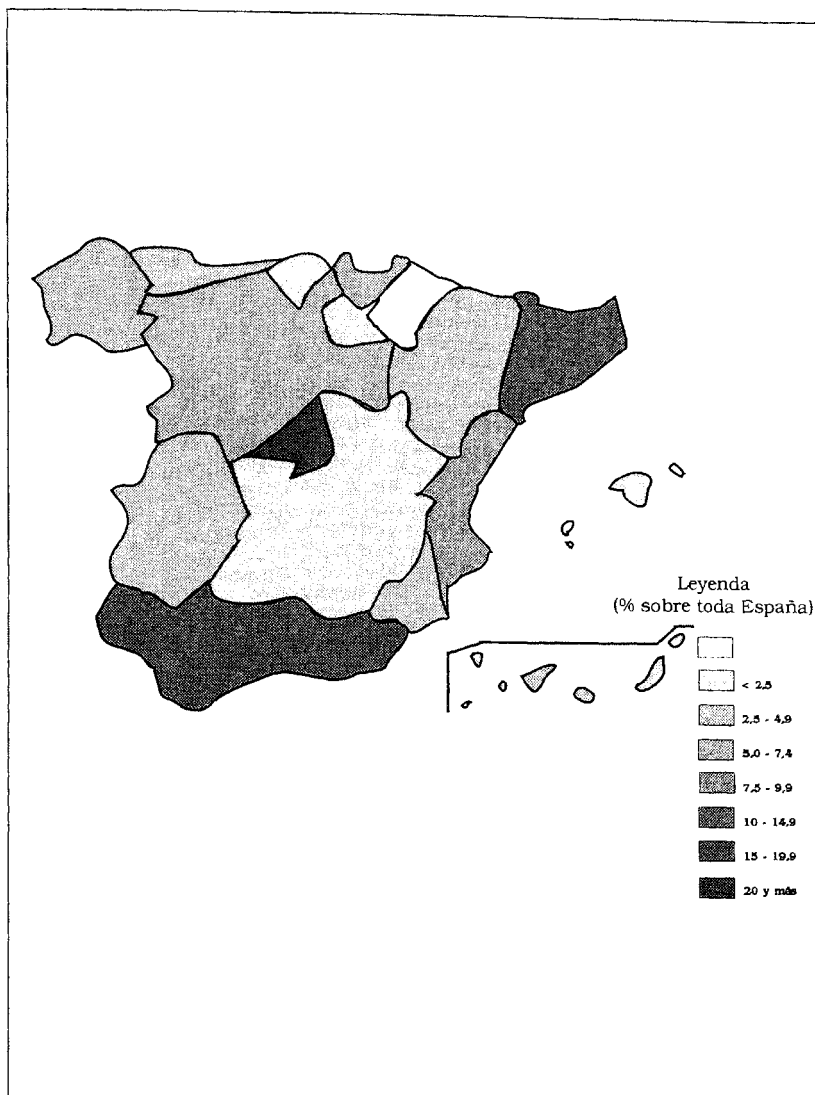 Leyenda
(% sobre toda España)
< 2,5
2,5 - 4,9
5,0 - 7,4
7,5 - 9,9
10 - 14,9
15 - 19,9
20 y más